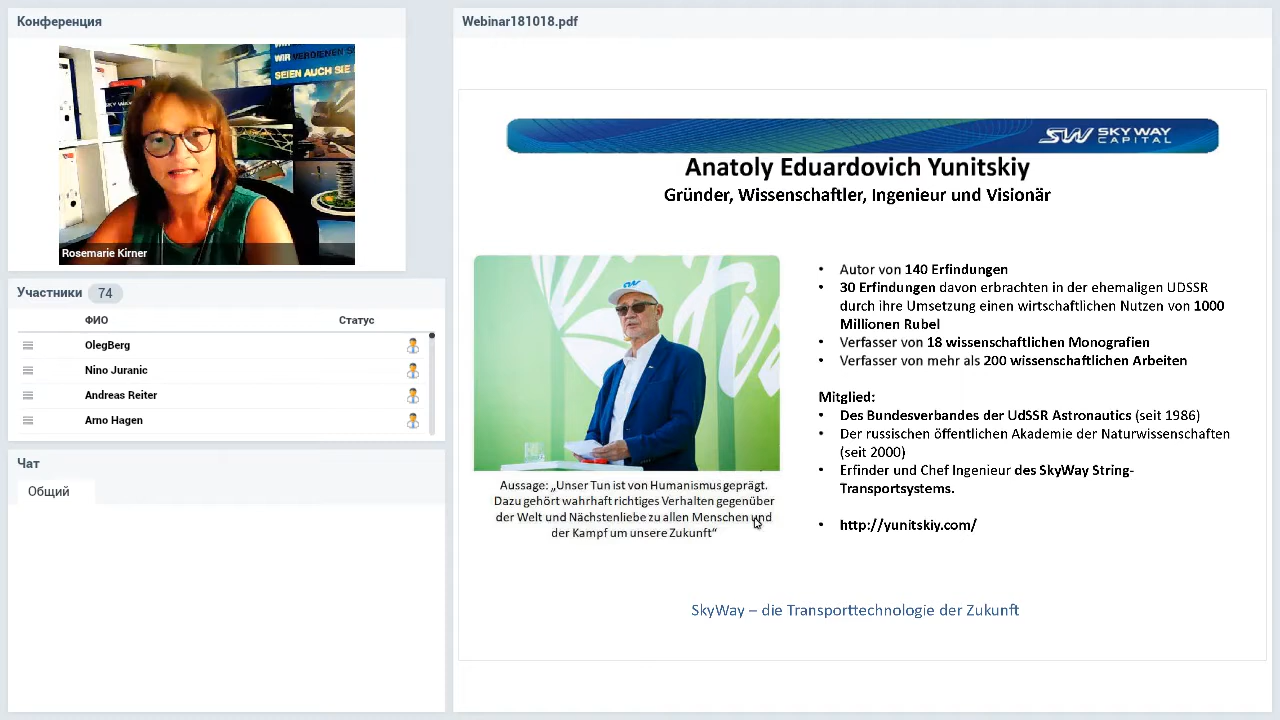 Конференция
WIR VERDIENEN
SEIEN AUCH SIE
SKY WAY
Rosemarie Kirner
Участники 74
ФИО Статус
OlegBerg
Nino Juranic
Andreas Reiter
Arno Hagen
Чат
Общий
Webinar181018.pdf
SW SKY WAY
CAPITAL
Anatoly Eduardovich Yunitskiy
Gründer, Wissenschaftler, Ingenieur und Visionär
Aussage: „Unser Tun ist von Humanismus geprägt.
Dazu gehört wahrhaft richtiges Verhalten gegenüber
der Welt und Nächstenliebe zu allen Menschen und
der Kampf um unsere Zukunft“
• Autor von 140 Erfindungen
• 30 Erfindungen davon erbrachten in der ehemaligen UDSSR
durch ihre Umsetzung einen wirtschaftlichen Nutzen von 1000
Millionen Rubel
• Verfasser von 18 wissenschaftlichen Monografien
• Verfasser von mehr als 200 wissenschaftlichen Arbeiten
Mitglied:
• Des Bundesverbandes der UdSSR Astronautics (seit 1986)
• Der russischen öffentlichen Akademie der Naturwissenschaften
(seit 2000)
• Erfinder und Chef Ingenieur des SkyWay String-
Transportsystems.
• http://yunitskiy.com/
SkyWay – die Transporttechnologie der Zukunft